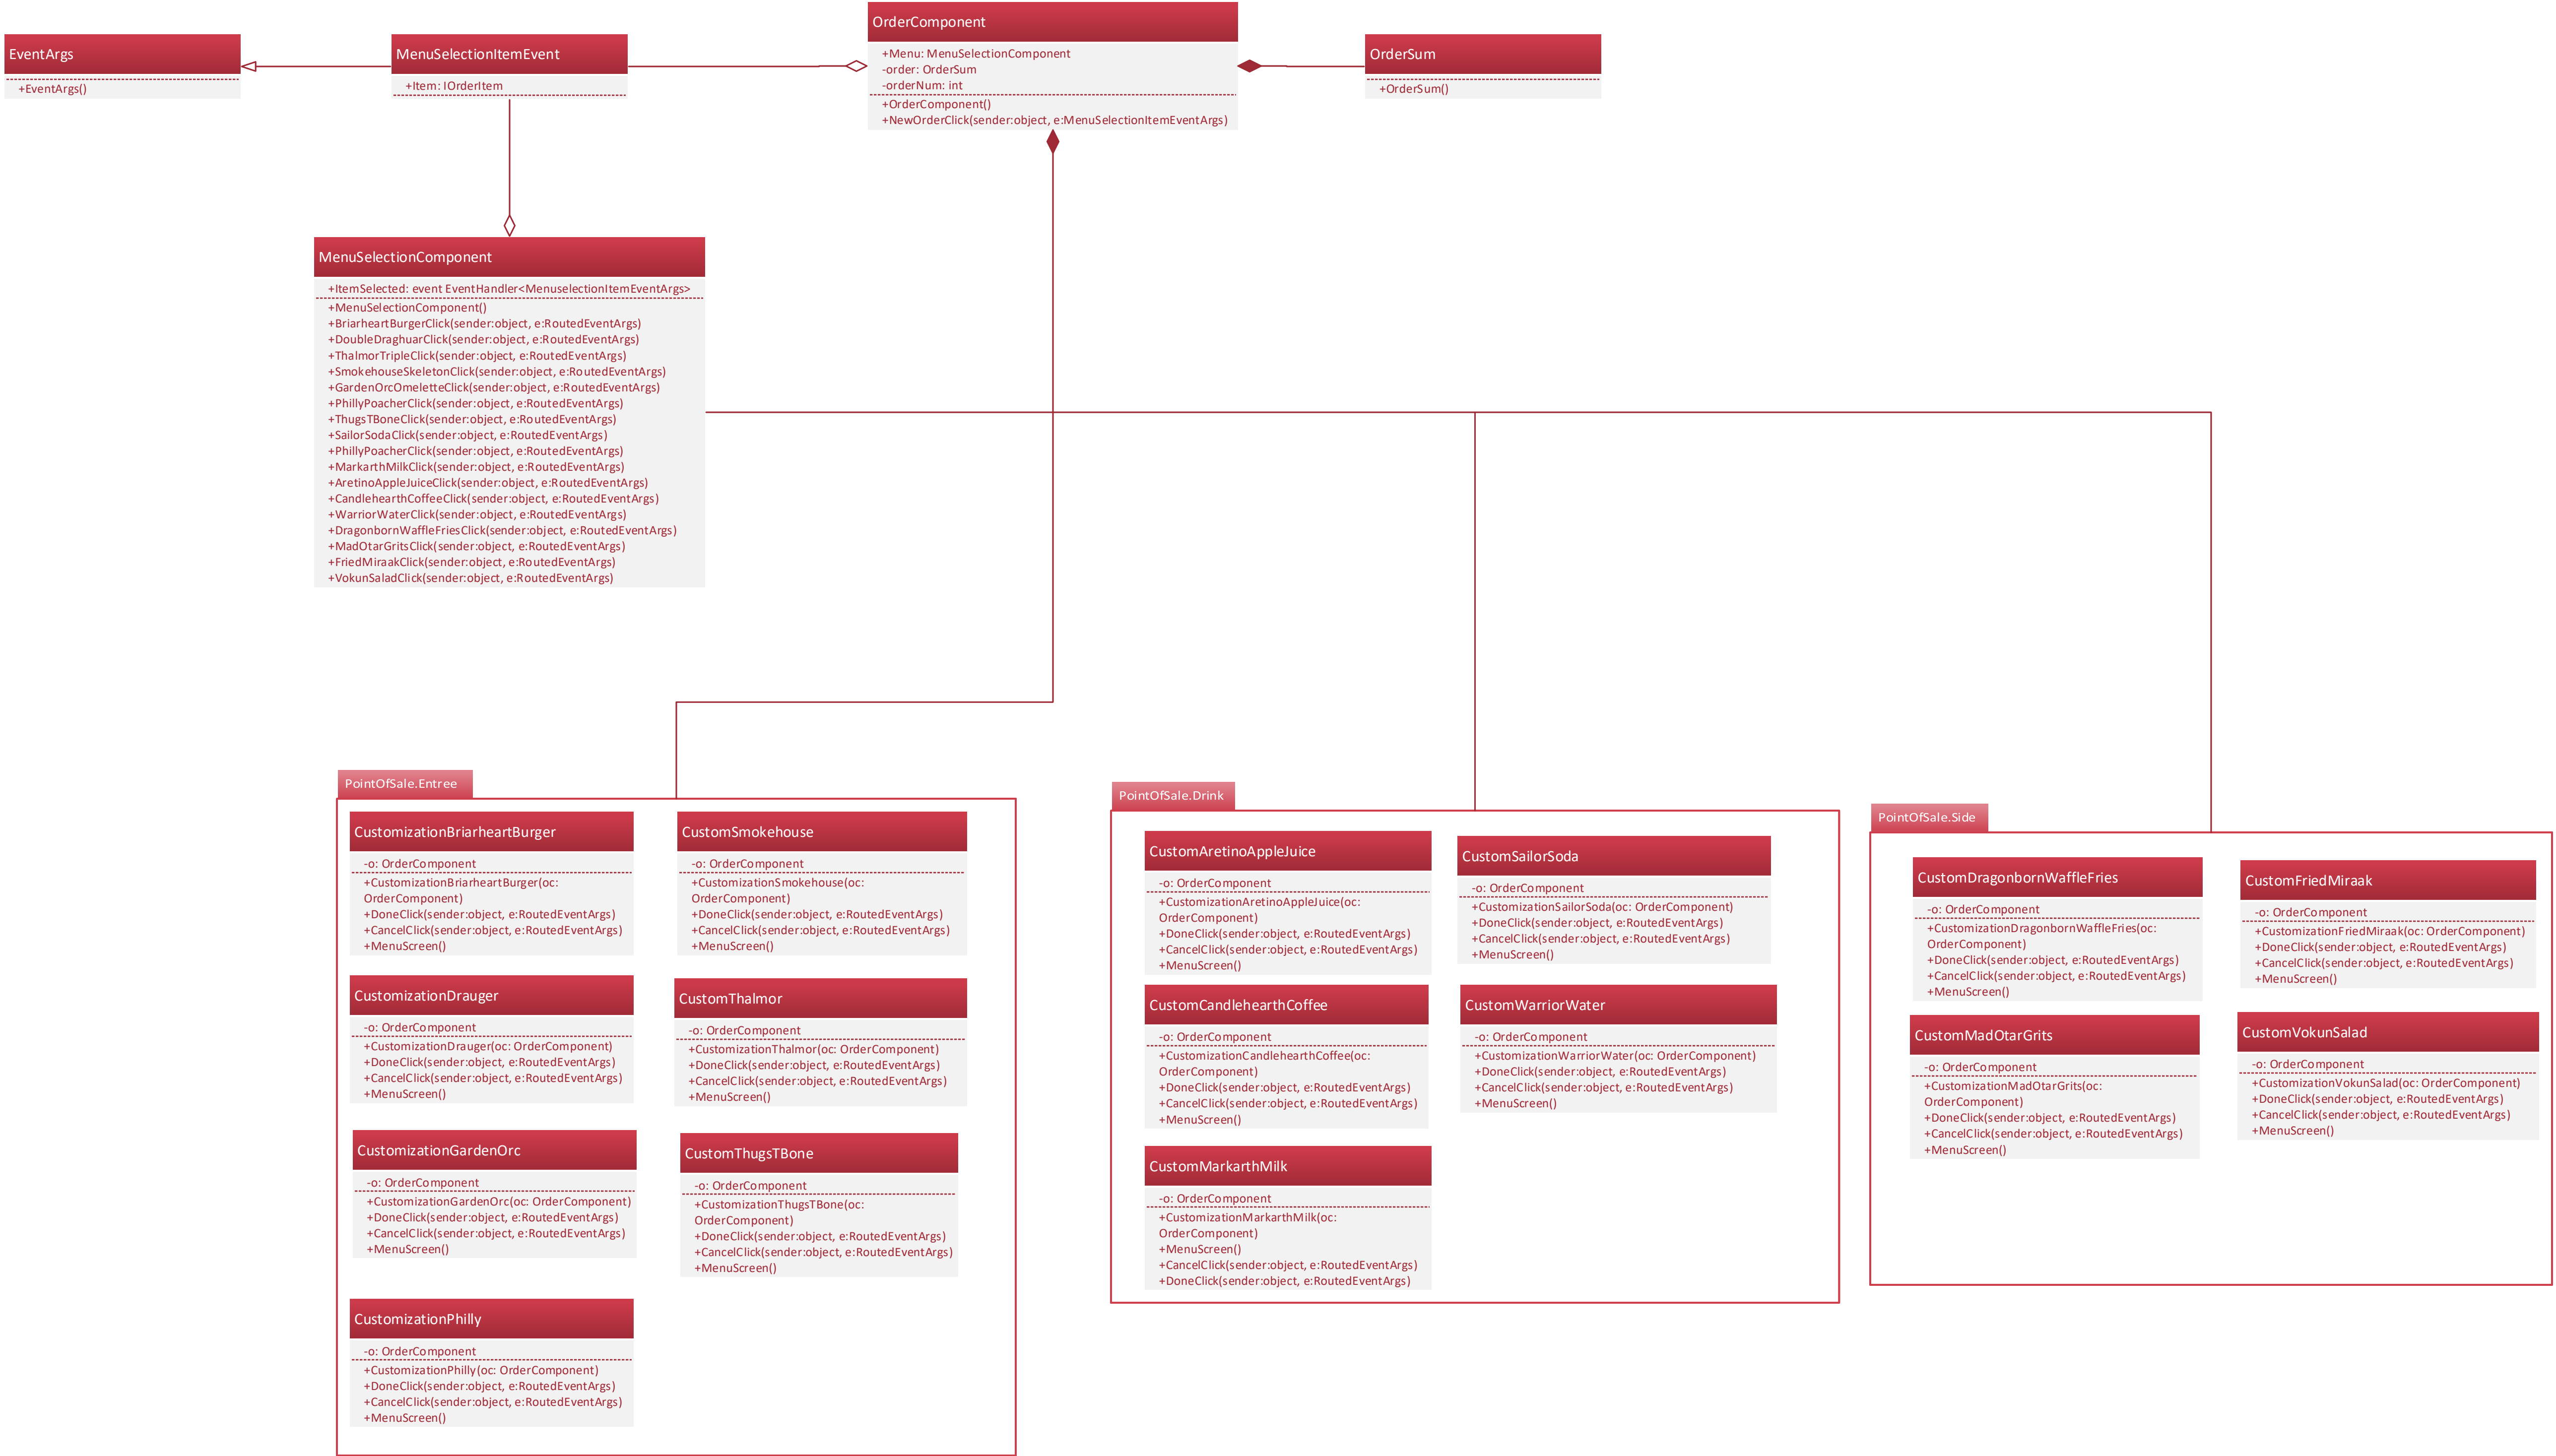 EventArgs
+EventArgs()
MenuSelectionItemEvent
+Item: IOrderItem
OrderComponent
+Menu: MenuSelectionComponent
-order: OrderSum
-orderNum: int
+OrderComponent()
+NewOrderClick(sender:object, e:MenuSelectionItemEventArgs)
OrderSum
+OrderSum()
MenuSelectionComponent
+ItemSelected: event EventHandler<MenuselectionItemEventArgs>
+MenuSelectionComponent()
+BriarheartBurgerClick(sender:object, e:RoutedEventArgs)
+DoubleDraghuarClick(sender:object, e:RoutedEventArgs)
+ThalmorTripleClick(sender:object, e:RoutedEventArgs)
+SmokehouseSkeletonClick(sender:object, e:RoutedEventArgs)
+GardenOrcOmeletteClick(sender:object, e:RoutedEventArgs)
+PhillyPoacherClick(sender:object, e:RoutedEventArgs)
+ThugsTBoneClick(sender:object, e:RoutedEventArgs)
+SailorSodaClick(sender:object, e:RoutedEventArgs)
+PhillyPoacherClick(sender:object, e:RoutedEventArgs)
+MarkarthMilkClick(sender:object, e:RoutedEventArgs)
+AretinoAppleJuiceClick(sender:object, e:RoutedEventArgs)
+CandlehearthCoffeeClick(sender:object, e:RoutedEventArgs)
+WarriorWaterClick(sender:object, e:RoutedEventArgs)
+DragonbornWaffleFriesClick(sender:object, e:RoutedEventArgs)
+MadOtarGritsClick(sender:object, e:RoutedEventArgs)
+FriedMiraakClick(sender:object, e:RoutedEventArgs)
+VokunSaladClick(sender:object, e:RoutedEventArgs)
PointOfSale.Entree
CustomizationBriarheartBurger
-o: OrderComponent
+CustomizationBriarheartBurger(oc:
OrderComponent)
+DoneClick(sender:object, e:RoutedEventArgs)
+CancelClick(sender:object, e:RoutedEventArgs)
+MenuScreen()
CustomSmokehouse
-o: OrderComponent
+CustomizationSmokehouse(oc:
OrderComponent)
+DoneClick(sender:object, e:RoutedEventArgs)
+CancelClick(sender:object, e:RoutedEventArgs)
+MenuScreen()
CustomizationDrauger
-o: OrderComponent
+CustomizationDrauger(oc: OrderComponent)
+DoneClick(sender:object, e:RoutedEventArgs)
+CancelClick(sender:object, e:RoutedEventArgs)
+MenuScreen()
CustomThalmor
-o: OrderComponent
+CustomizationThalmor(oc: OrderComponent)
+DoneClick(sender:object, e:RoutedEventArgs)
+CancelClick(sender:object, e:RoutedEventArgs)
+MenuScreen()
CustomizationGardenOrc
-o: OrderComponent
+CustomizationGardenOrc(oc: OrderComponent)
+DoneClick(sender:object, e:RoutedEventArgs)
+CancelClick(sender:object, e:RoutedEventArgs)
+MenuScreen()
CustomThugsTBone
-o: OrderComponent
+CustomizationThugsTBone(oc:
OrderComponent)
+DoneClick(sender:object, e:RoutedEventArgs)
+CancelClick(sender:object, e:RoutedEventArgs)
+MenuScreen()
CustomizationPhilly
-o: OrderComponent
+CustomizationPhilly(oc: OrderComponent)
+DoneClick(sender:object, e:RoutedEventArgs)
+CancelClick(sender:object, e:RoutedEventArgs)
+MenuScreen()
PointOfSale.Drink
CustomAretinoAppleJuice
-o: OrderComponent
+CustomizationAretinoAppleJuice(oc:
OrderComponent)
+DoneClick(sender:object, e:RoutedEventArgs)
+CancelClick(sender:object, e:RoutedEventArgs)
+MenuScreen()
CustomSailorSoda
-o: OrderComponent
+CustomizationSailorSoda(oc: OrderComponent)
+DoneClick(sender:object, e:RoutedEventArgs)
+CancelClick(sender:object, e:RoutedEventArgs)
+MenuScreen()
CustomCandlehearthCoffee
-o: OrderComponent
+CustomizationCandlehearthCoffee(oc:
OrderComponent)
+DoneClick(sender:object, e:RoutedEventArgs)
+CancelClick(sender:object, e:RoutedEventArgs)
+MenuScreen()
CustomWarriorWater
-o: OrderComponent
+CustomizationWarriorWater(oc: OrderComponent)
+DoneClick(sender:object, e:RoutedEventArgs)
+CancelClick(sender:object, e:RoutedEventArgs)
+MenuScreen()
CustomMarkarthMilk
-o: OrderComponent
+CustomizationMarkarthMilk(oc:
OrderComponent)
+MenuScreen()
+CancelClick(sender:object, e:RoutedEventArgs)
+DoneClick(sender:object, e:RoutedEventArgs)
PointOfSale.Side
CustomDragonbornWaffleFries
-o: OrderComponent
+CustomizationDragonbornWaffleFries(oc:
OrderComponent)
+DoneClick(sender:object, e:RoutedEventArgs)
+CancelClick(sender:object, e:RoutedEventArgs)
+MenuScreen()
CustomFriedMiraak
-o: OrderComponent
+CustomizationFriedMiraak(oc: OrderComponent)
+DoneClick(sender:object, e:RoutedEventArgs)
+CancelClick(sender:object, e:RoutedEventArgs)
+MenuScreen()
CustomMadOtarGrits
-o: OrderComponent
+CustomizationMadOtarGrits(oc:
OrderComponent)
+DoneClick(sender:object, e:RoutedEventArgs)
+CancelClick(sender:object, e:RoutedEventArgs)
+MenuScreen()
CustomVokunSalad
-o: OrderComponent
+CustomizationVokunSalad(oc: OrderComponent)
+DoneClick(sender:object, e:RoutedEventArgs)
+CancelClick(sender:object, e:RoutedEventArgs)
+MenuScreen()